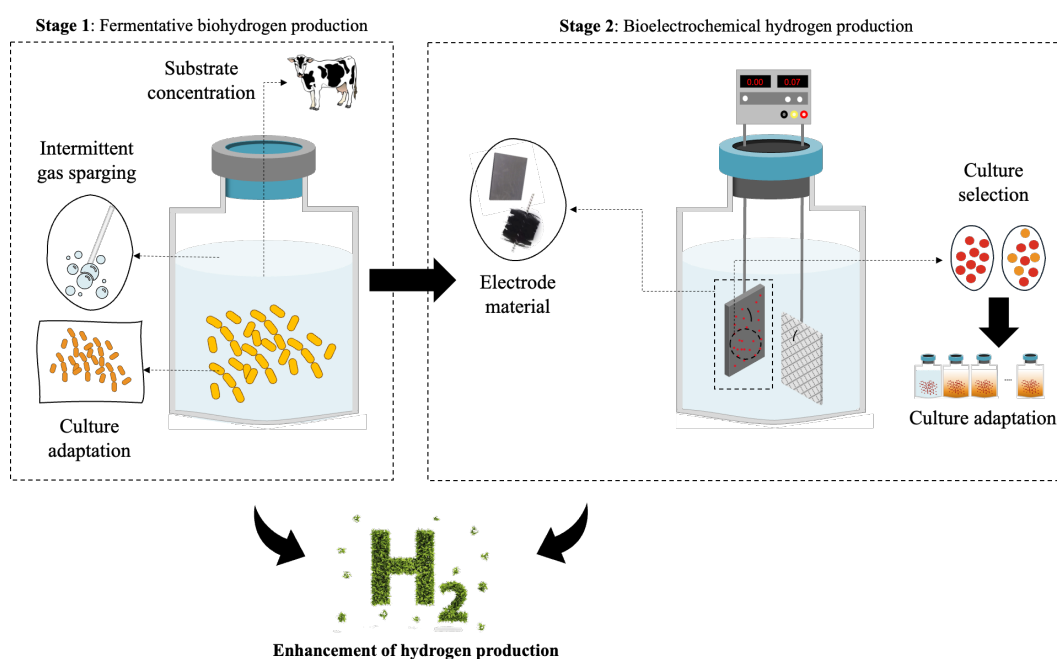 Stage 1: Fermentative biohydrogen production
Substrate
concentration
Intermittent
gas sparging
Culture
adaptation
Stage 2: Bioelectrochemical hydrogen production
0.00
0.07
Electrode
material
Culture
selection
Culture adaptation
H2
Enhancement of hydrogen production